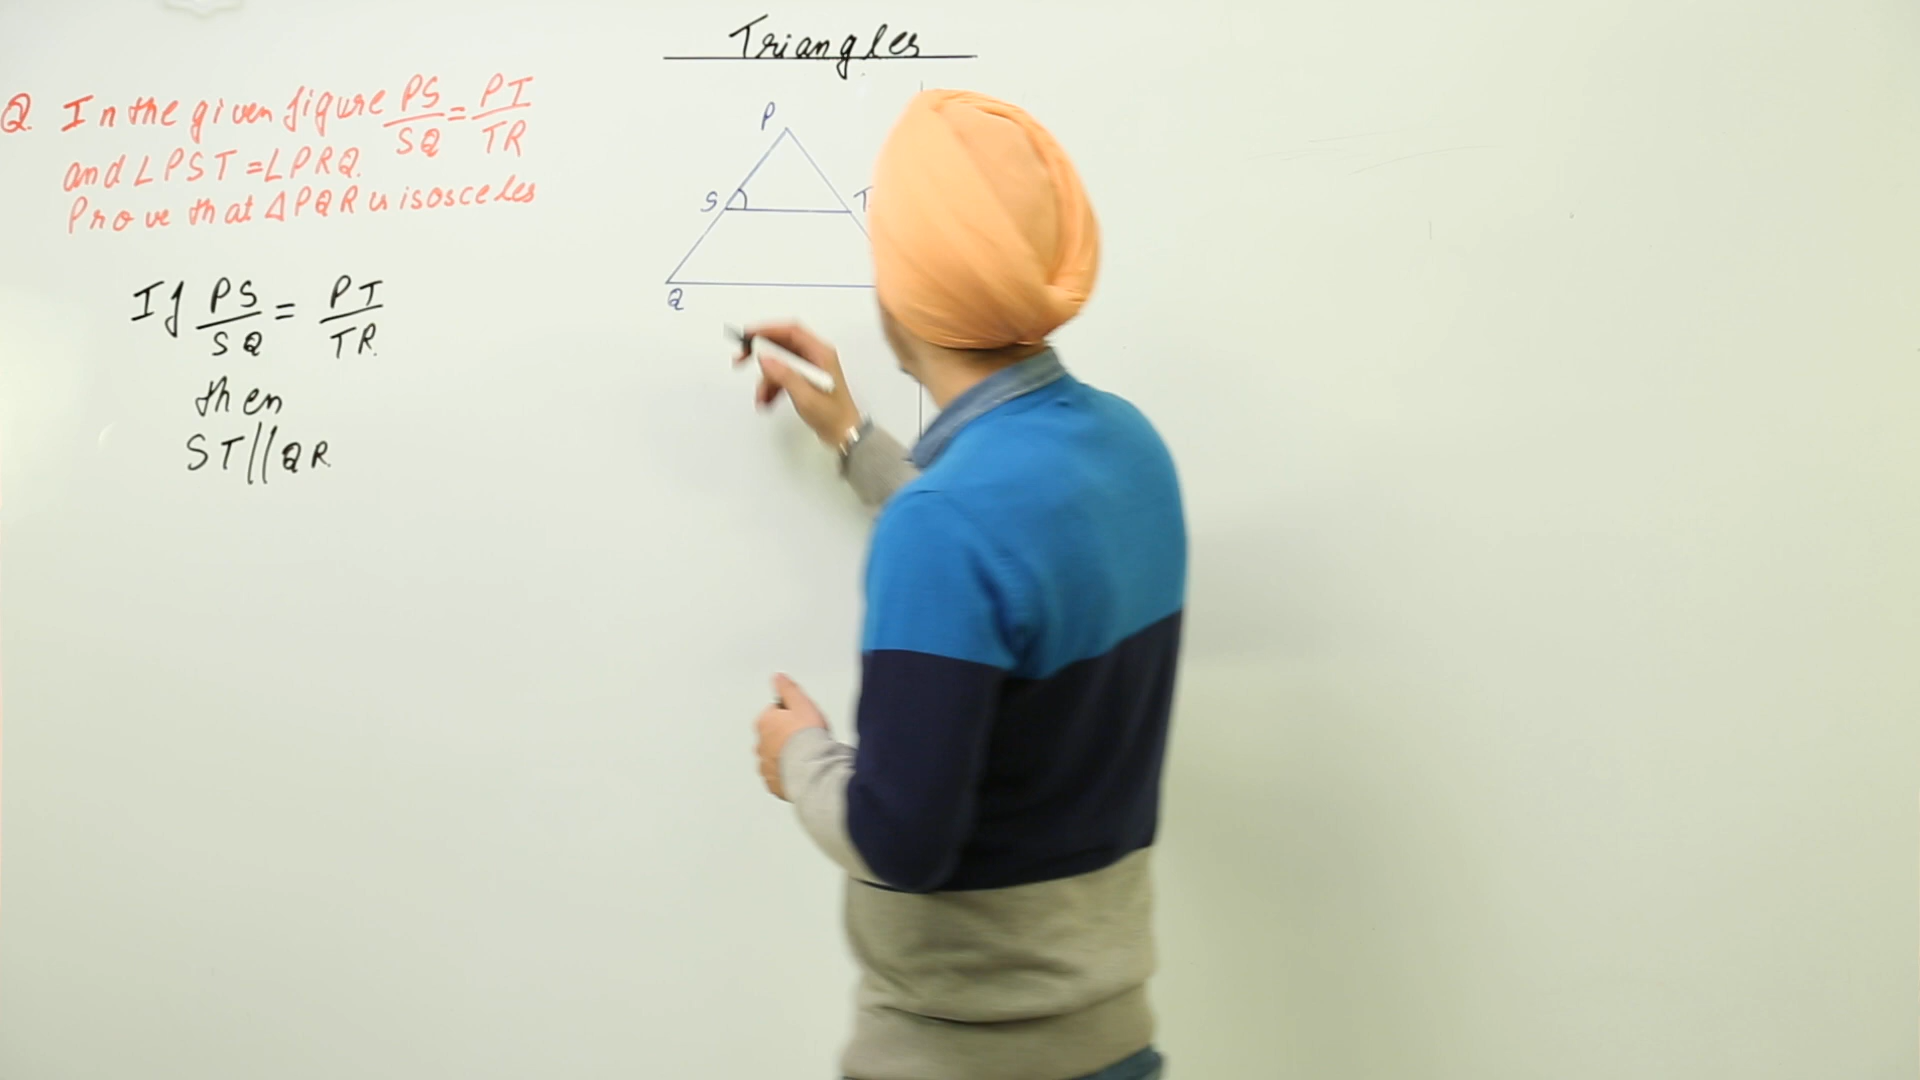 Triangles
Q. In the given figure PS/SQ = PT/TR
and ∠PST = ∠PRQ.
Prove that ΔPQR is isosceles
P
S
T
Q
If PS/SQ = PT/TR.
then
ST//QR.